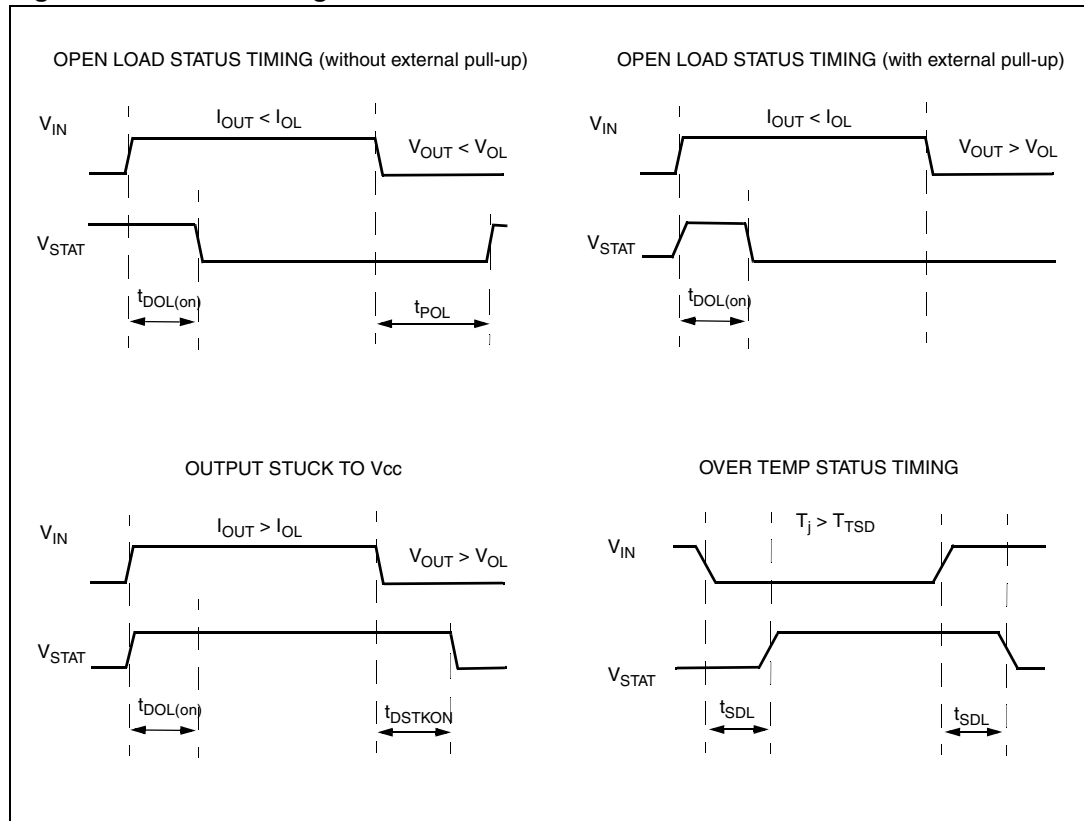 OPEN LOAD STATUS TIMING (without external pull-up)
V_IN
I_OUT < I_OL
V_OUT < V_OL
V_STAT
t_DOL(on)
t_POL
OPEN LOAD STATUS TIMING (with external pull-up)
V_IN
I_OUT < I_OL
V_OUT > V_OL
V_STAT
t_DOL(on)
OUTPUT STUCK TO Vcc
V_IN
I_OUT > I_OL
V_OUT > V_OL
V_STAT
t_DOL(on)
t_DSTKON
OVER TEMP STATUS TIMING
T_j > T_TSD
V_IN
V_STAT
t_SDL
t_SDL